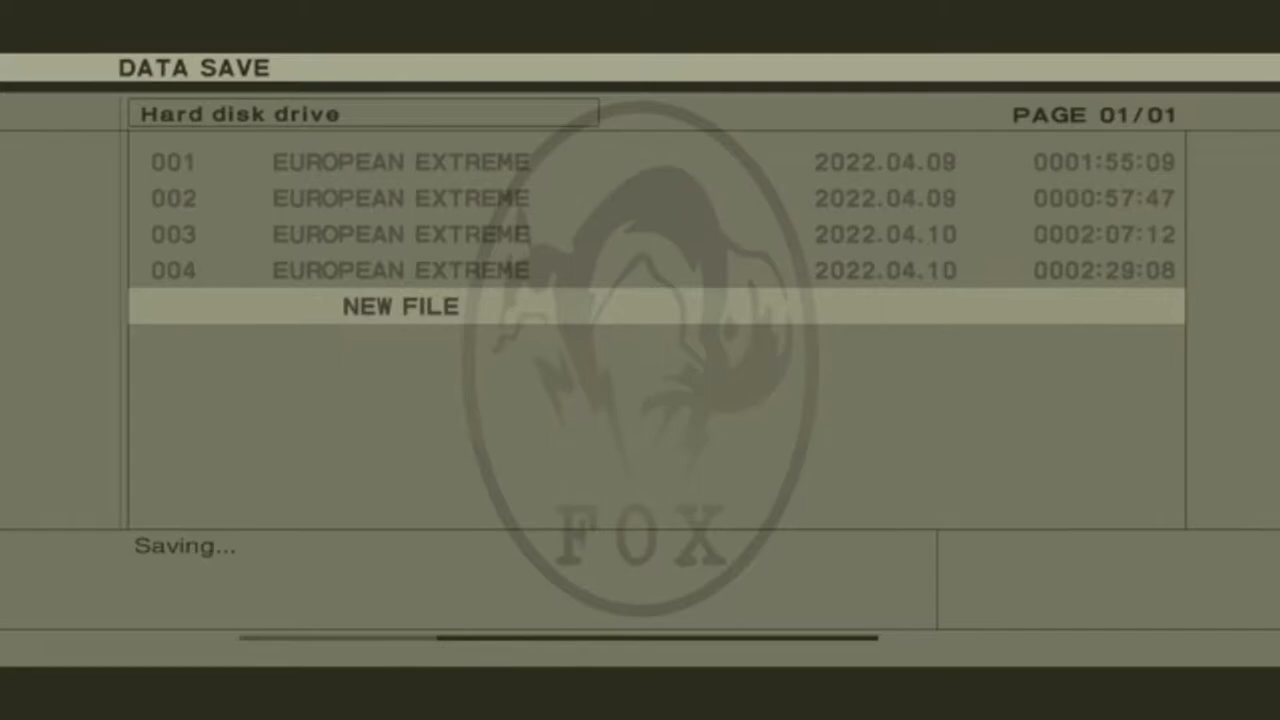 DATA SAVE
Hard disk drive PAGE 01/01
001 EUROPEAN EXTREME 2022.04.09 0001:55:09
002 EUROPEAN EXTREME 2022.04.09 0000:57:47
003 EUROPEAN EXTREME 2022.04.10 0002:07:12
004 EUROPEAN EXTREME 2022.04.10 0002:29:08
NEW FILE
FOX
Saving...